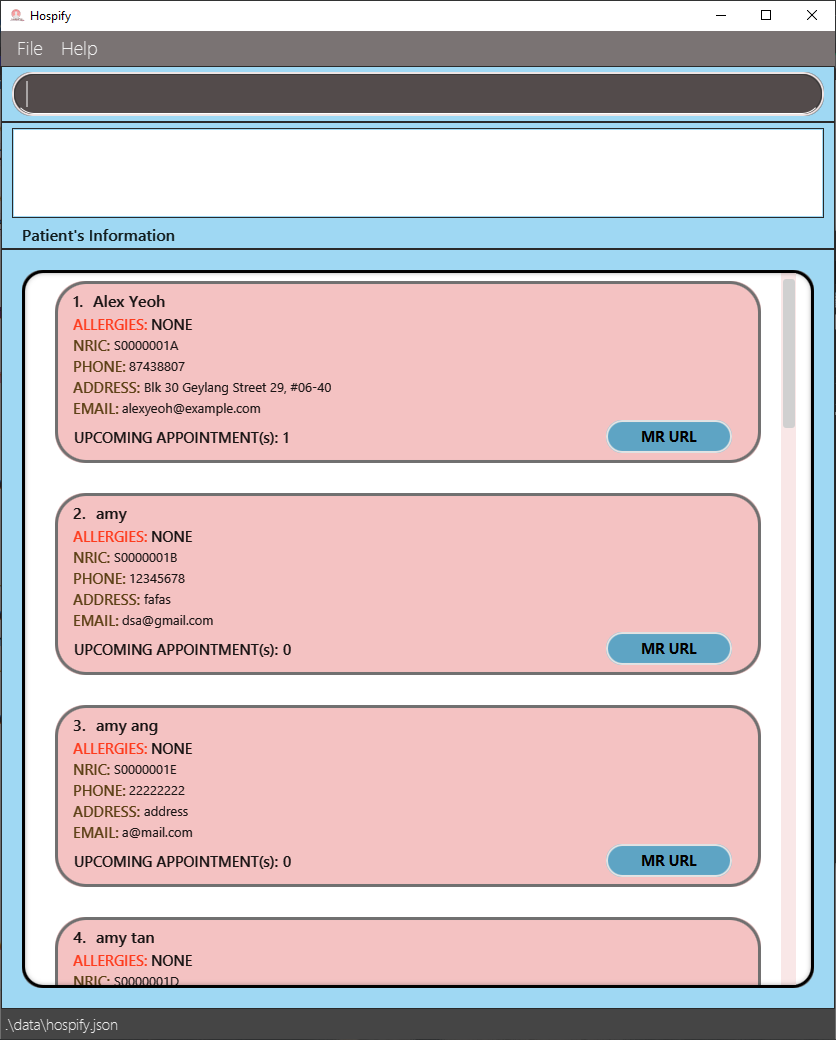 Hospify
File Help
Patient's Information
1. Alex Yeoh
ALLERGIES: NONE
NRIC: S0000001A
PHONE: 87438807
ADDRESS: Blk 30 Geylang Street 29, #06-40
EMAIL: alexyeoh@example.com
UPCOMING APPOINTMENT(s): 1
MR URL
2. amy
ALLERGIES: NONE
NRIC: S0000001B
PHONE: 12345678
ADDRESS: fafas
EMAIL: dsa@gmail.com
UPCOMING APPOINTMENT(s): 0
MR URL
3. amy ang
ALLERGIES: NONE
NRIC: S0000001E
PHONE: 22222222
ADDRESS: address
EMAIL: a@mail.com
UPCOMING APPOINTMENT(s): 0
MR URL
4. amy tan
ALLERGIES: NONE
NRIC: S0000001D
.\data\hospify.json